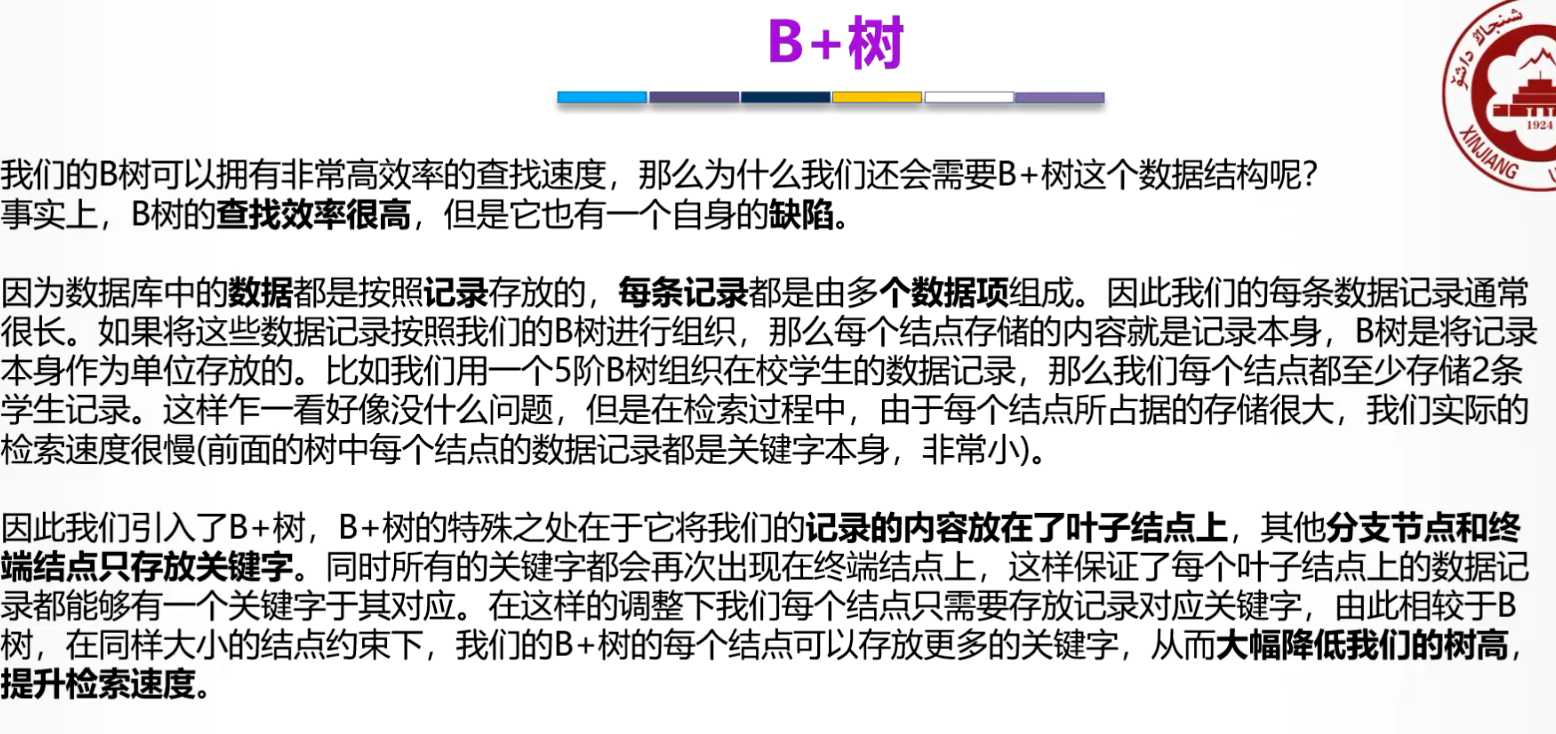 B+树
شىنجاڭ داشۆ
1924
XINJIANG U
我们的B树可以拥有非常高效率的查找速度，那么为什么我们还会需要B+树这个数据结构呢？
事实上，B树的查找效率很高，但是它也有一个自身的缺陷。
因为数据库中的数据都是按照记录存放的，每条记录都是由多个数据项组成。因此我们的每条数据记录通常
很长。如果将这些数据记录按照我们的B树进行组织，那么每个结点存储的内容就是记录本身，B树是将记录
本身作为单位存放的。比如我们用一个5阶B树组织在校学生的数据记录，那么我们每个结点都至少存储2条
学生记录。这样乍一看好像没什么问题，但是在检索过程中，由于每个结点所占据的存储很大，我们实际的
检索速度很慢(前面的树中每个结点的数据记录都是关键字本身，非常小)。
因此我们引入了B+树，B+树的特殊之处在于它将我们的记录的内容放在了叶子结点上，其他分支节点和终
端结点只存放关键字。同时所有的关键字都会再次出现在终端结点上，这样保证了每个叶子结点上的数据记
录都能够有一个关键字于其对应。在这样的调整下我们每个结点只需要存放记录对应关键字，由此相较于B
树，在同样大小的结点约束下，我们的B+树的每个结点可以存放更多的关键字，从而大幅降低我们的树高，
提升检索速度。